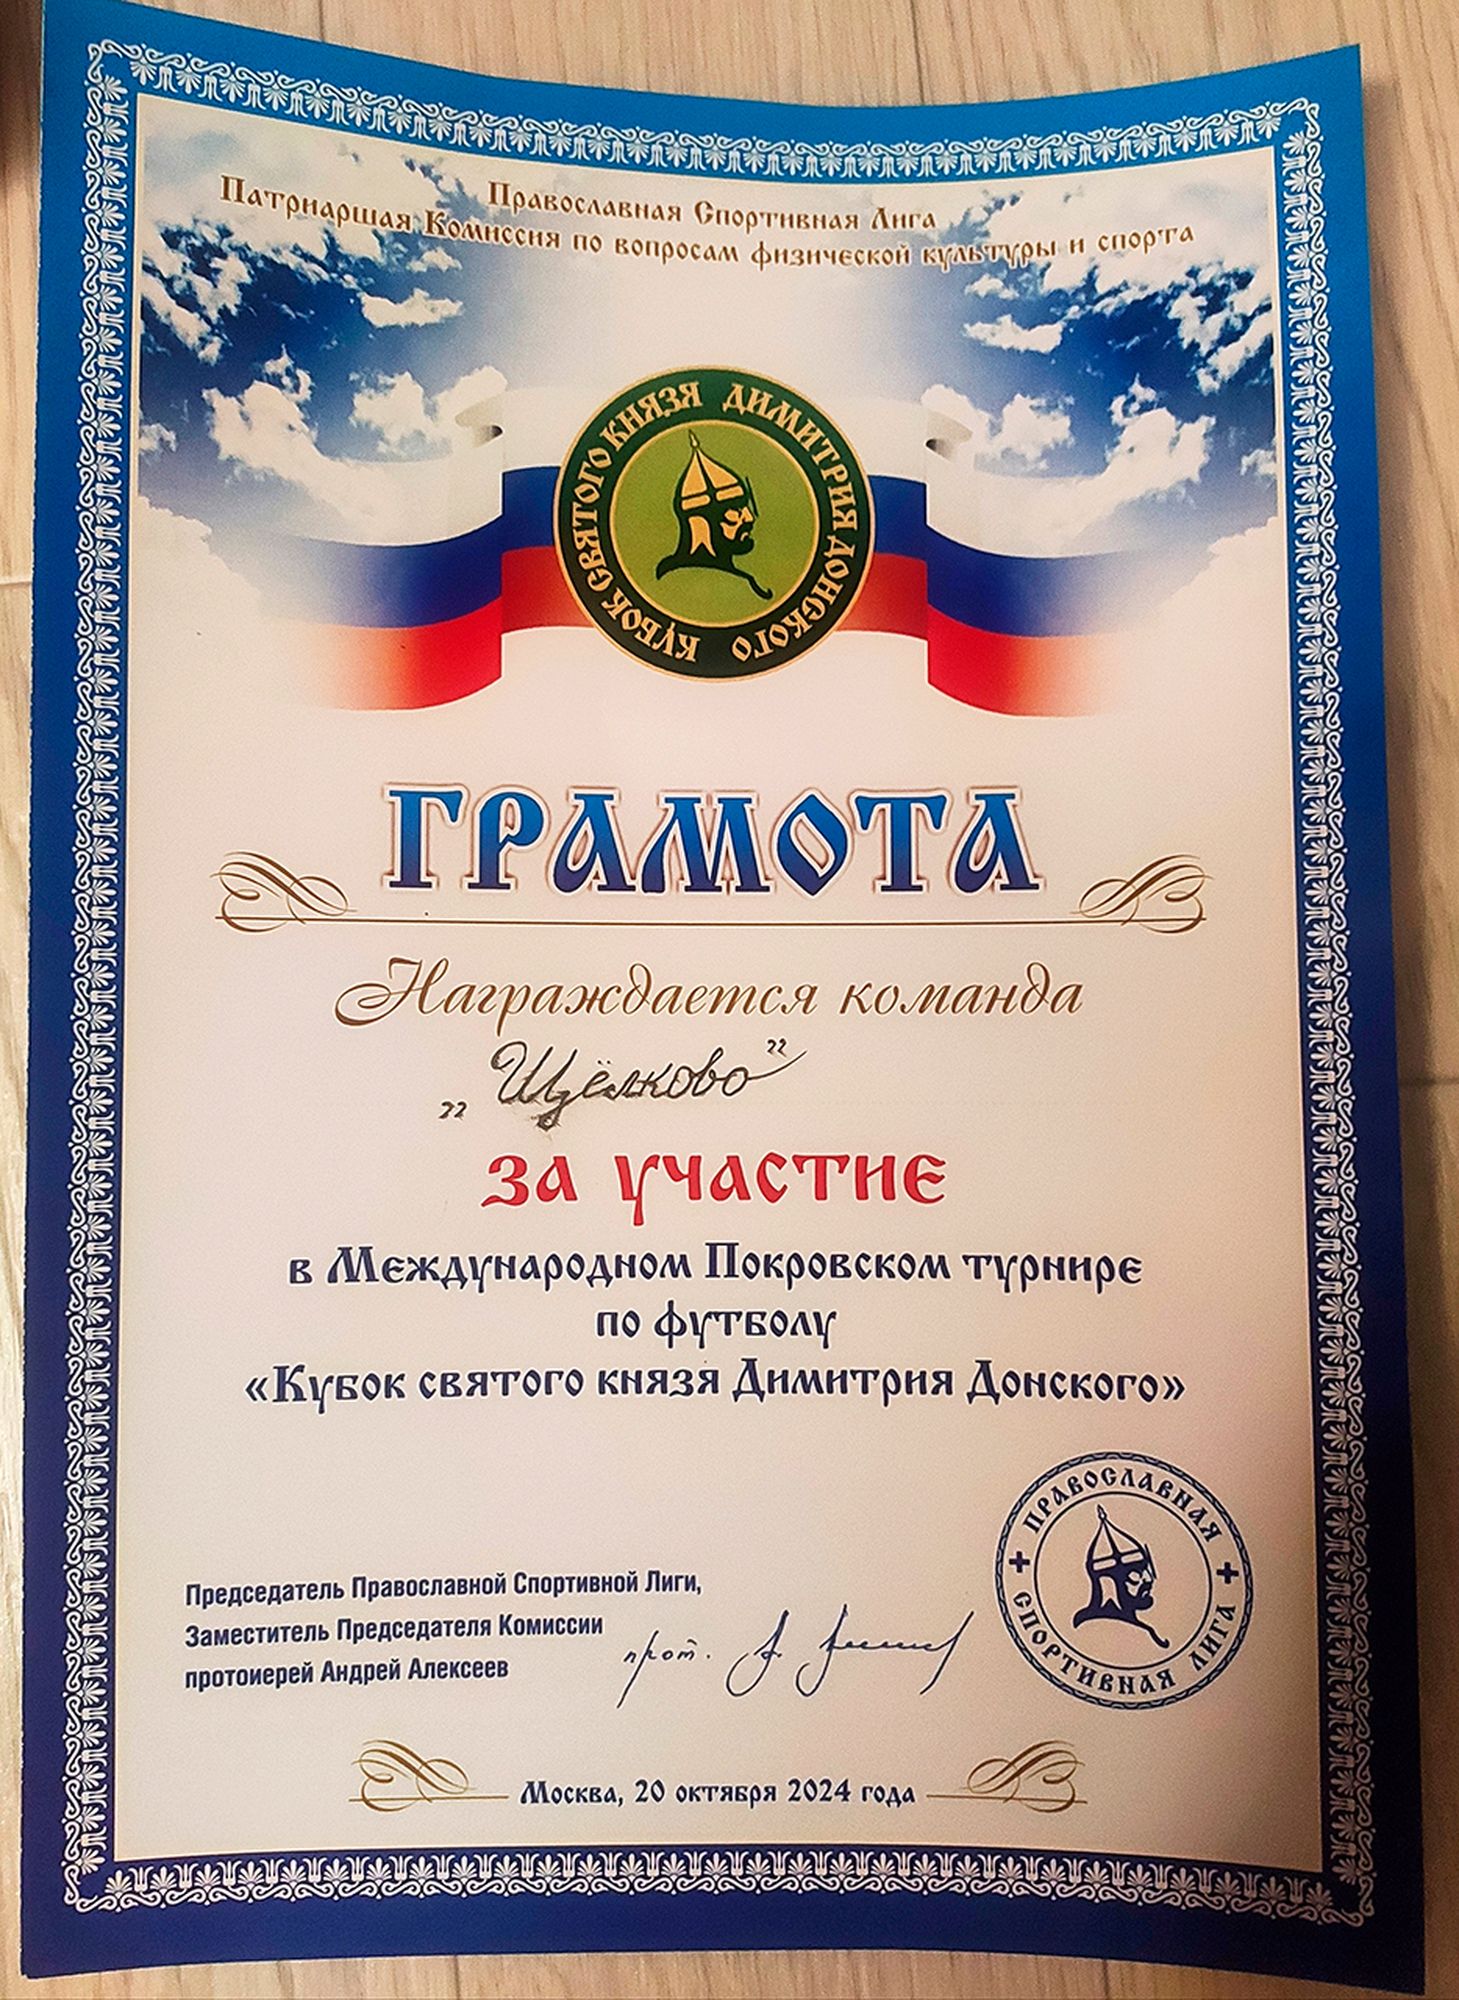 Православная Спортивная Лига
Патриаршая Комиссия по вопросам физической культуры и спорта
КУБОК СВЯТОГО КНЯЗЯ ДИМИТРИЯ ДОНСКОГО
ГРАМОТА
Награждается команда
„Щёлково”
за участие
в Международном Покровском турнире
по футболу
«Кубок святого князя Димитрия Донского»
ПРАВОСЛАВНАЯ
СПОРТИВНАЯ ЛИГА
Председатель Православной Спортивной Лиги,
Заместитель Председателя Комиссии
протоиерей Андрей Алексеев
прот. А.
Москва, 20 октября 2024 года